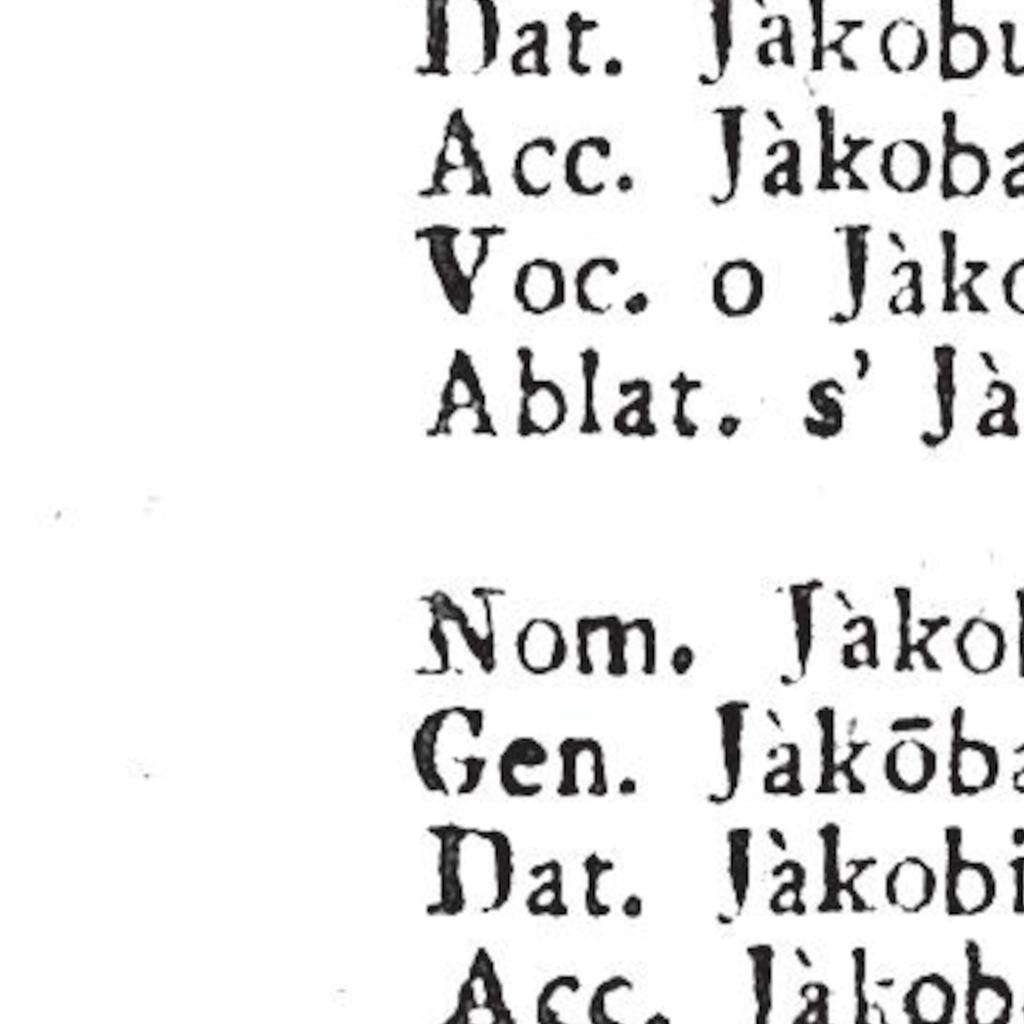 Dat. Jàkobu
Acc. Jàkoba
Voc. o Jàko
Ablat. s' Jà
Nom. Jàkob
Gen. Jàkōba
Dat. Jàkobi
Acc. Jàkob